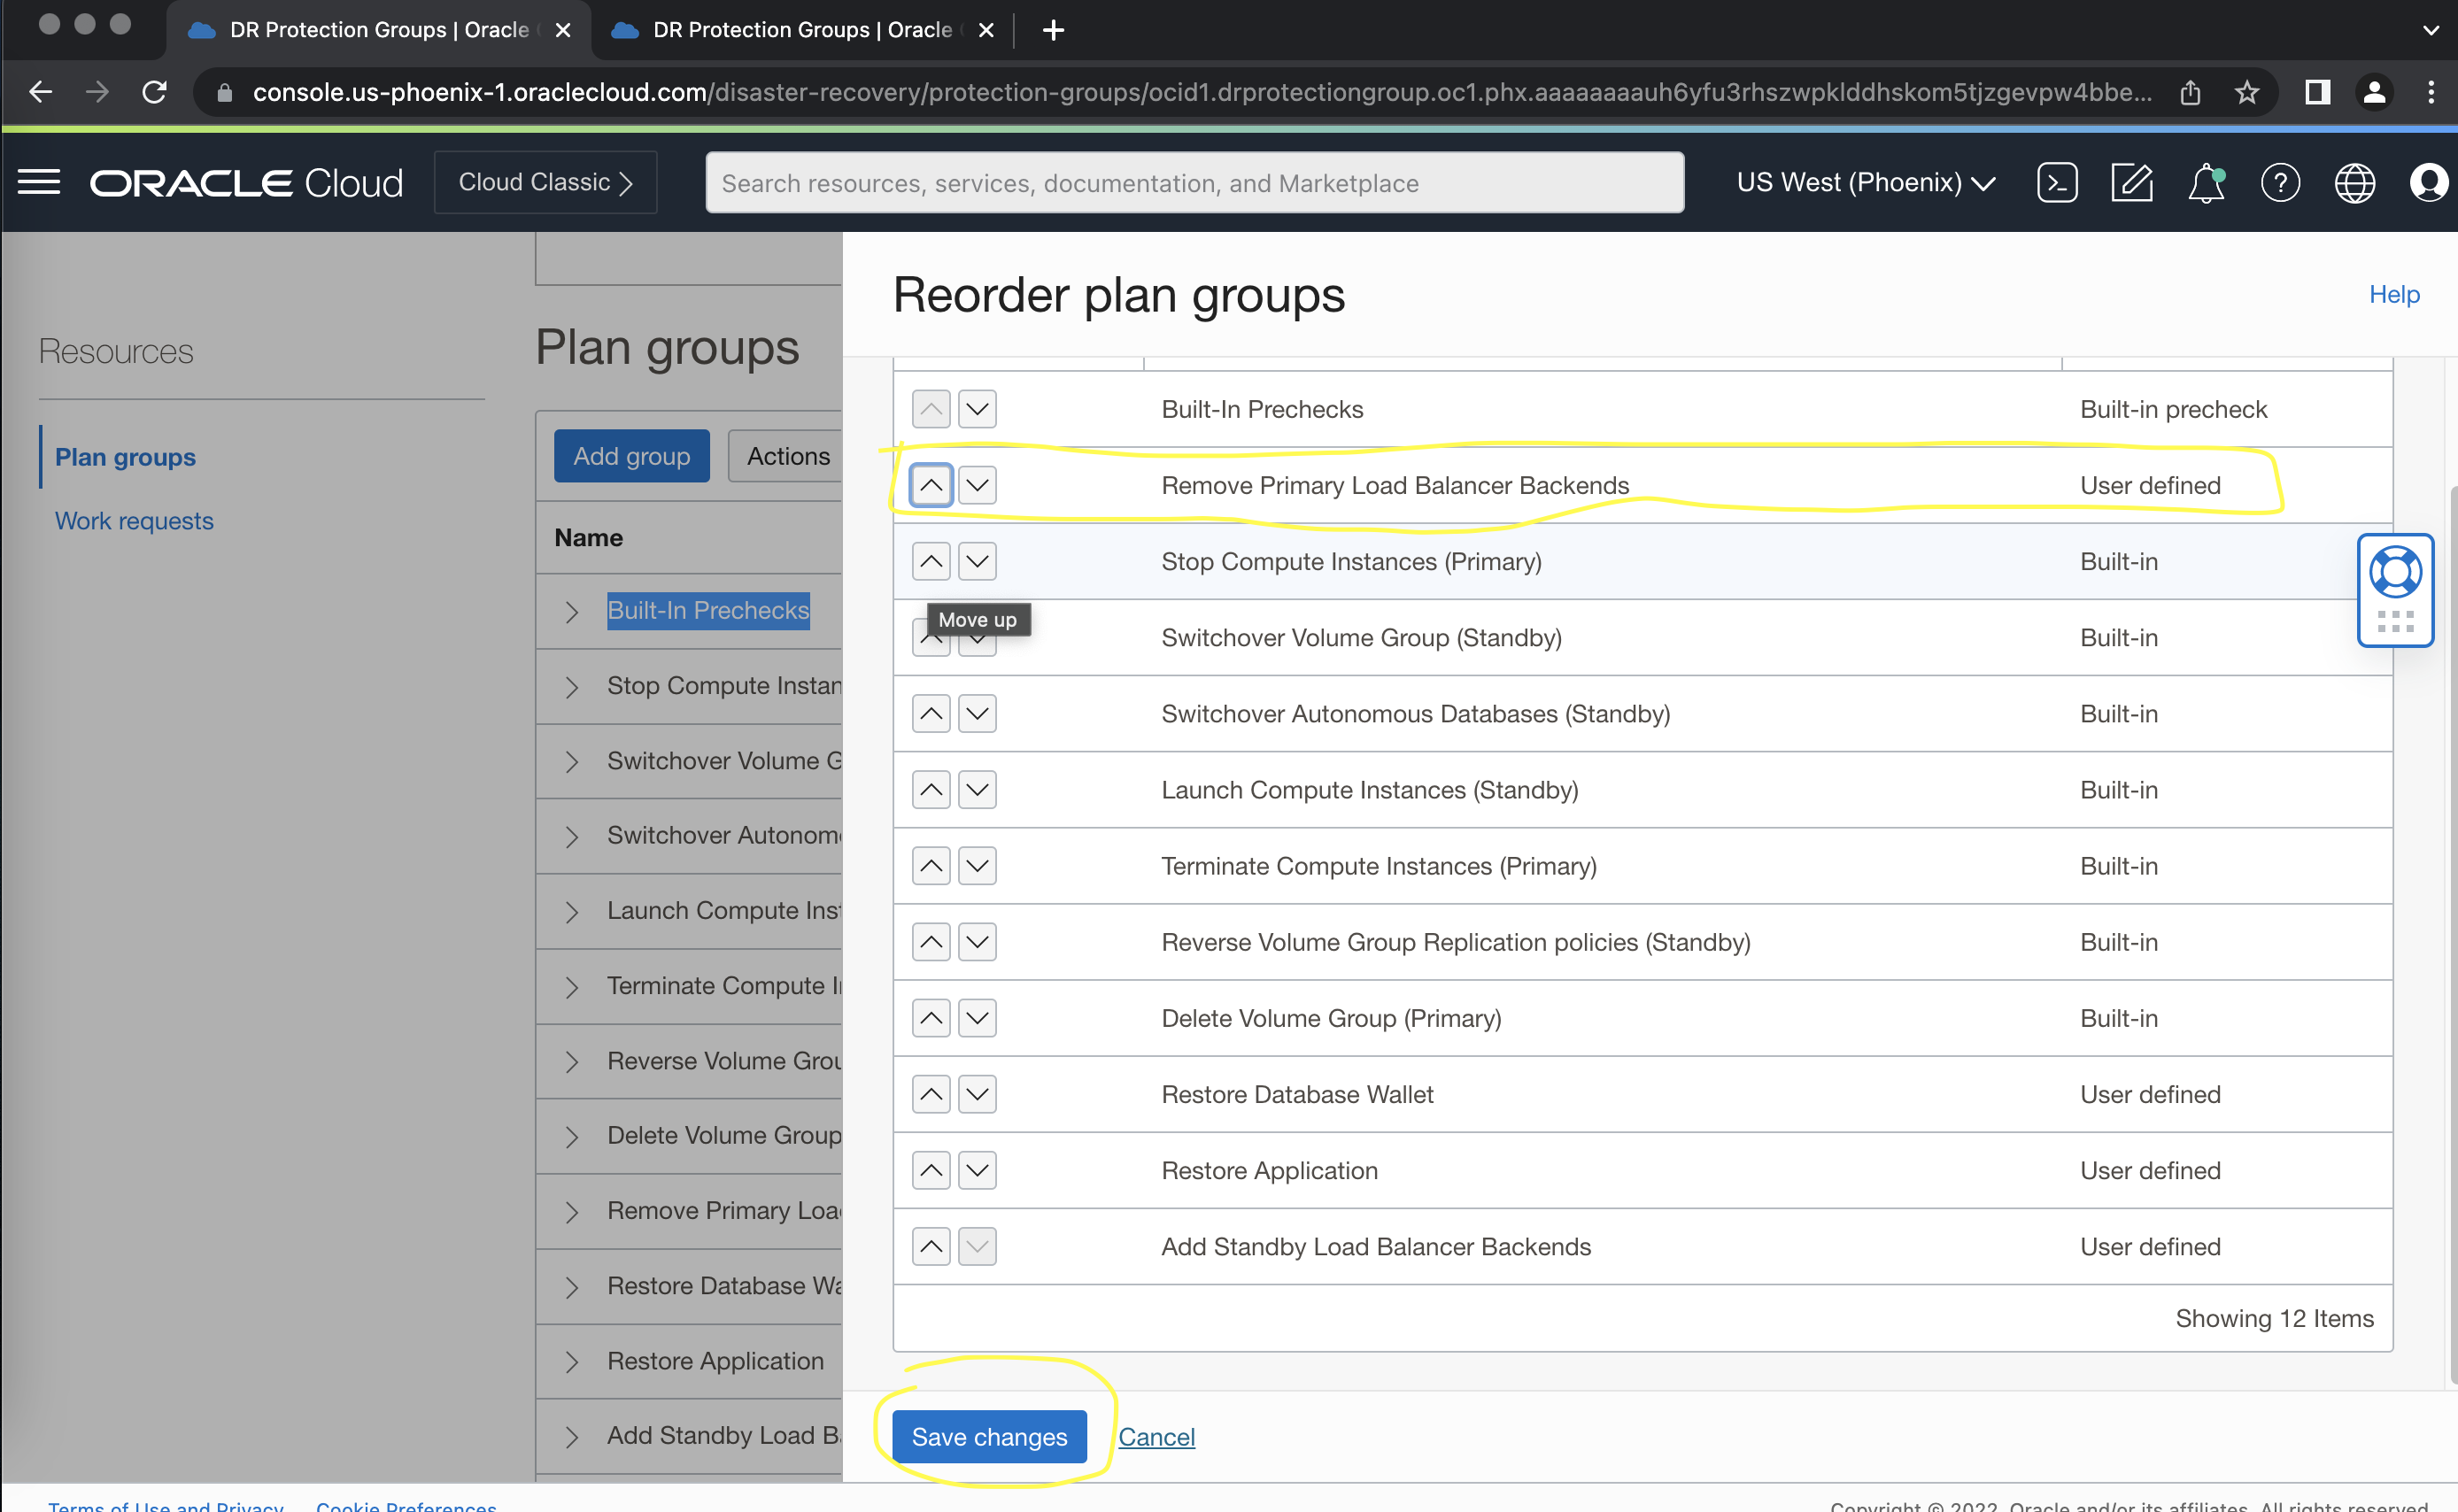 DR Protection Groups | Oracle
DR Protection Groups | Oracle
console.us-phoenix-1.oraclecloud.com/disaster-recovery/protection-groups/ocid1.drprotectiongroup.oc1.phx.aaaaaaaauh6yfu3rhszwpklddhskom5tjzgevpw4bbe...
ORACLE Cloud
Cloud Classic
Search resources, services, documentation, and Marketplace
US West (Phoenix)
Resources
Plan groups
Work requests
Plan groups
Add group
Actions
Name
Built-In Prechecks
Stop Compute Instan
Switchover Volume G
Switchover Autonom
Launch Compute Ins
Terminate Compute I
Reverse Volume Grou
Delete Volume Group
Remove Primary Loa
Restore Database Wa
Restore Application
Add Standby Load B
Reorder plan groups
Help
Built-In Prechecks Built-in precheck
Remove Primary Load Balancer Backends User defined
Stop Compute Instances (Primary) Built-in
Move up
Switchover Volume Group (Standby) Built-in
Switchover Autonomous Databases (Standby) Built-in
Launch Compute Instances (Standby) Built-in
Terminate Compute Instances (Primary) Built-in
Reverse Volume Group Replication policies (Standby) Built-in
Delete Volume Group (Primary) Built-in
Restore Database Wallet User defined
Restore Application User defined
Add Standby Load Balancer Backends User defined
Showing 12 Items
Save changes
Cancel
Terms of Use and Privacy Cookie Preferences
Copyright © 2022, Oracle and/or its affiliates. All rights reserved.